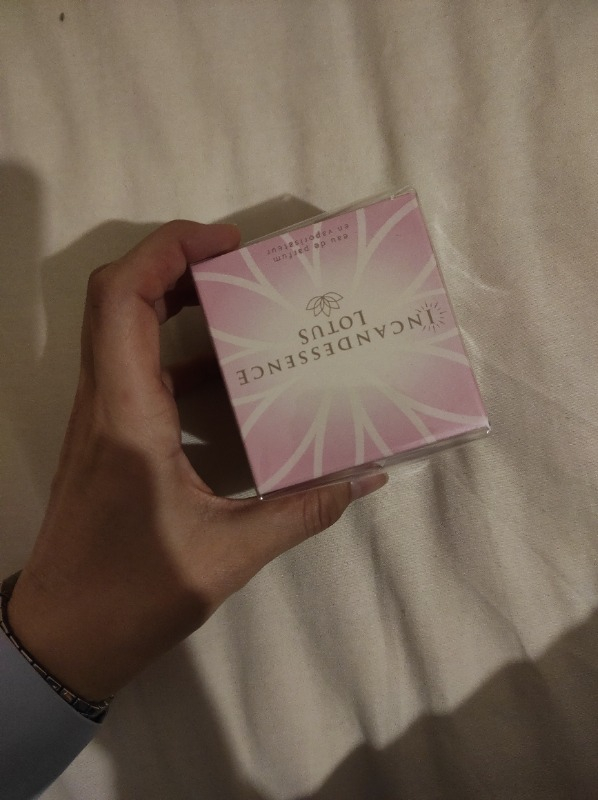 INCANDESSENCE
LOTUS
eau de parfum
en vaporisateur